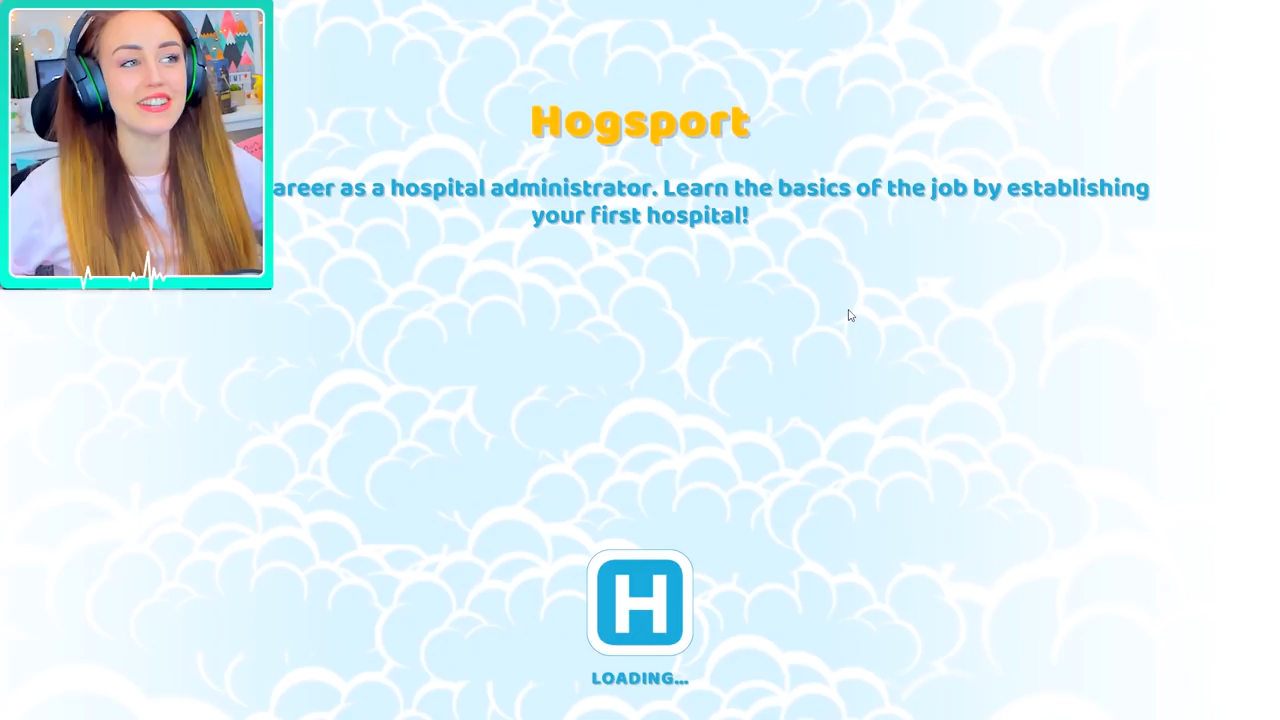 Hogsport
areer as a hospital administrator. Learn the basics of the job by establishing
your first hospital!
H
LOADING...